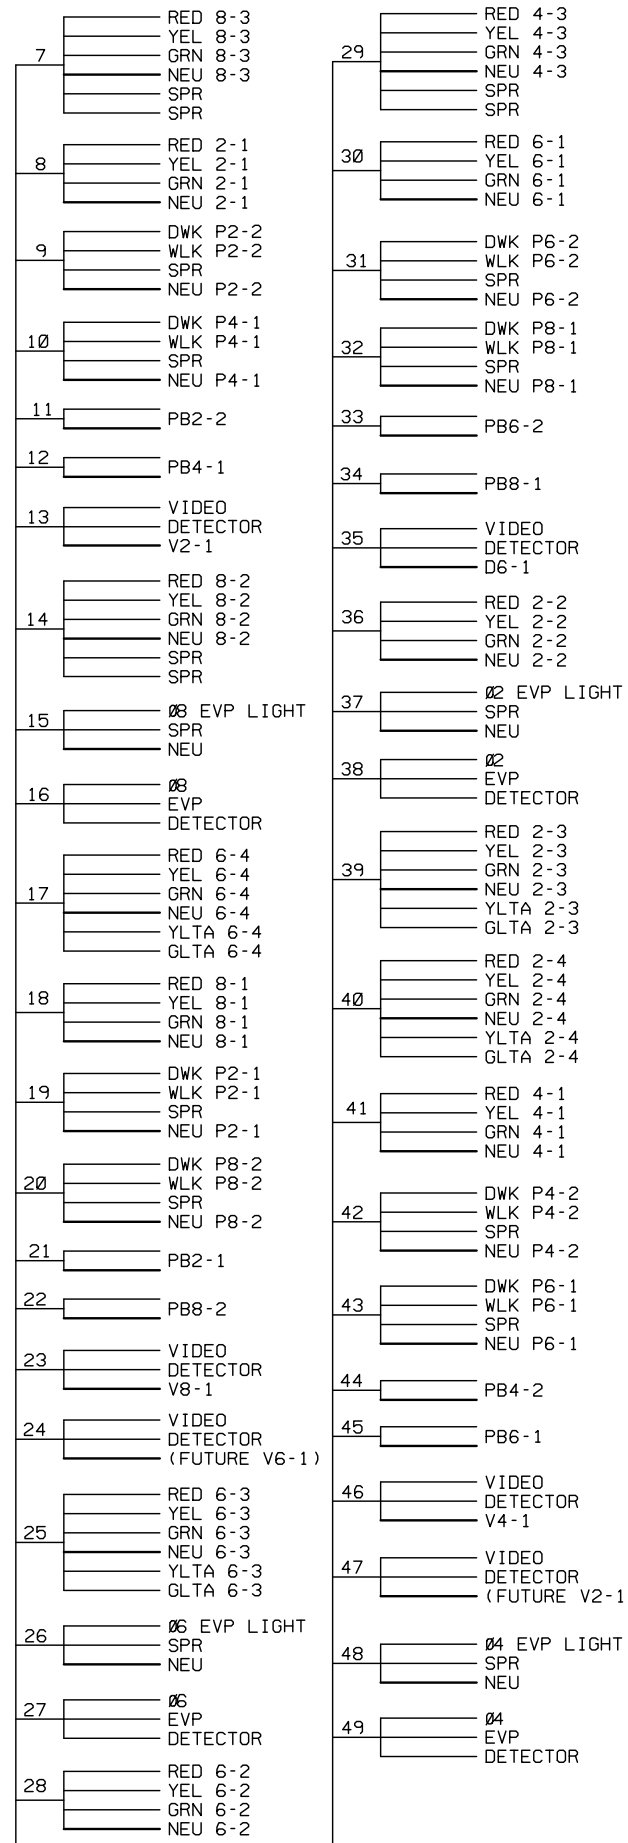 7
RED 8-3
YEL 8-3
GRN 8-3
NEU 8-3
SPR
SPR
8
RED 2-1
YEL 2-1
GRN 2-1
NEU 2-1
9
DWK P2-2
WLK P2-2
SPR
NEU P2-2
10
DWK P4-1
WLK P4-1
SPR
NEU P4-1
11
PB2-2
12
PB4-1
13
VIDEO
DETECTOR
V2-1
14
RED 8-2
YEL 8-2
GRN 8-2
NEU 8-2
SPR
SPR
15
Ø8 EVP LIGHT
SPR
NEU
16
Ø8
EVP
DETECTOR
17
RED 6-4
YEL 6-4
GRN 6-4
NEU 6-4
YLTA 6-4
GLTA 6-4
18
RED 8-1
YEL 8-1
GRN 8-1
NEU 8-1
19
DWK P2-1
WLK P2-1
SPR
NEU P2-1
20
DWK P8-2
WLK P8-2
SPR
NEU P8-2
21
PB2-1
22
PB8-2
23
VIDEO
DETECTOR
V8-1
24
VIDEO
DETECTOR
(FUTURE V6-1)
25
RED 6-3
YEL 6-3
GRN 6-3
NEU 6-3
YLTA 6-3
GLTA 6-3
26
Ø6 EVP LIGHT
SPR
NEU
27
Ø6
EVP
DETECTOR
28
RED 6-2
YEL 6-2
GRN 6-2
NEU 6-2
29
RED 4-3
YEL 4-3
GRN 4-3
NEU 4-3
SPR
SPR
30
RED 6-1
YEL 6-1
GRN 6-1
NEU 6-1
31
DWK P6-2
WLK P6-2
SPR
NEU P6-2
32
DWK P8-1
WLK P8-1
SPR
NEU P8-1
33
PB6-2
34
PB8-1
35
VIDEO
DETECTOR
D6-1
36
RED 2-2
YEL 2-2
GRN 2-2
NEU 2-2
37
Ø2 EVP LIGHT
SPR
NEU
38
Ø2
EVP
DETECTOR
39
RED 2-3
YEL 2-3
GRN 2-3
NEU 2-3
YLTA 2-3
GLTA 2-3
40
RED 2-4
YEL 2-4
GRN 2-4
NEU 2-4
YLTA 2-4
GLTA 2-4
41
RED 4-1
YEL 4-1
GRN 4-1
NEU 4-1
42
DWK P4-2
WLK P4-2
SPR
NEU P4-2
43
DWK P6-1
WLK P6-1
SPR
NEU P6-1
44
PB4-2
45
PB6-1
46
VIDEO
DETECTOR
V4-1
47
VIDEO
DETECTOR
(FUTURE V2-1
48
Ø4 EVP LIGHT
SPR
NEU
49
Ø4
EVP
DETECTOR